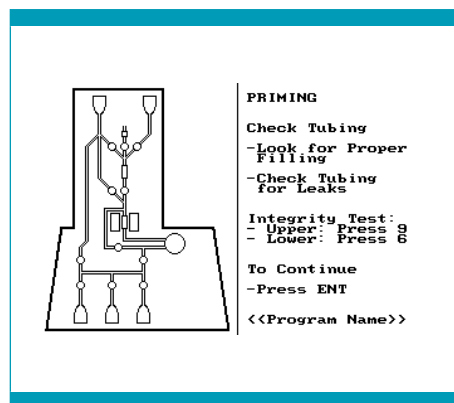 PRIMING
Check Tubing
-Look for Proper
Filling
-Check Tubing
for Leaks
Integrity Test:
- Upper: Press 9
- Lower: Press 6
To Continue
-Press ENT
<<Program Name>>